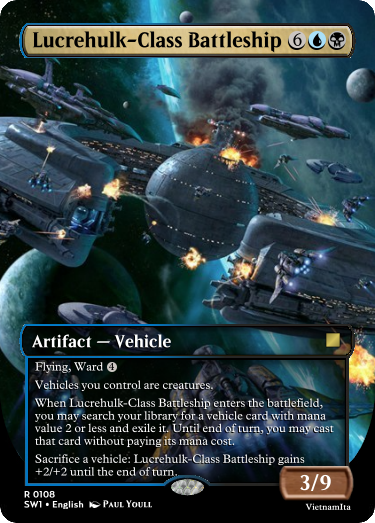 Lucrehulk-Class Battleship 6
Artifact — Vehicle
Flying, Ward 4
Vehicles you control are creatures.
When Lucrehulk-Class Battleship enters the battlefield,
you may search your library for a vehicle card with mana
value 2 or less and exile it. Until end of turn, you may cast
that card without paying its mana cost.
Sacrifice a vehicle: Lucrehulk-Class Battleship gains
+2/+2 until the end of turn.
3/9
R 0108
SW1 • English Paul Youll
VietnamIta